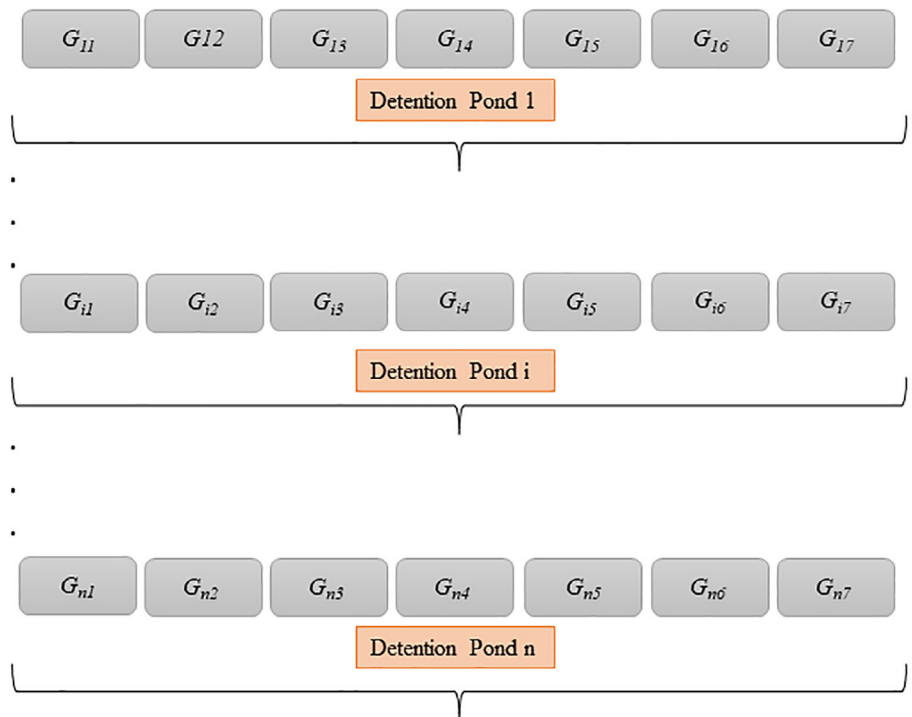 G11 G12 G13 G14 G15 G16 G17
Detention Pond 1
.
.
.
Gi1 Gi2 Gi3 Gi4 Gi5 Gi6 Gi7
Detention Pond i
.
.
.
Gn1 Gn2 Gn3 Gn4 Gn5 Gn6 Gn7
Detention Pond n